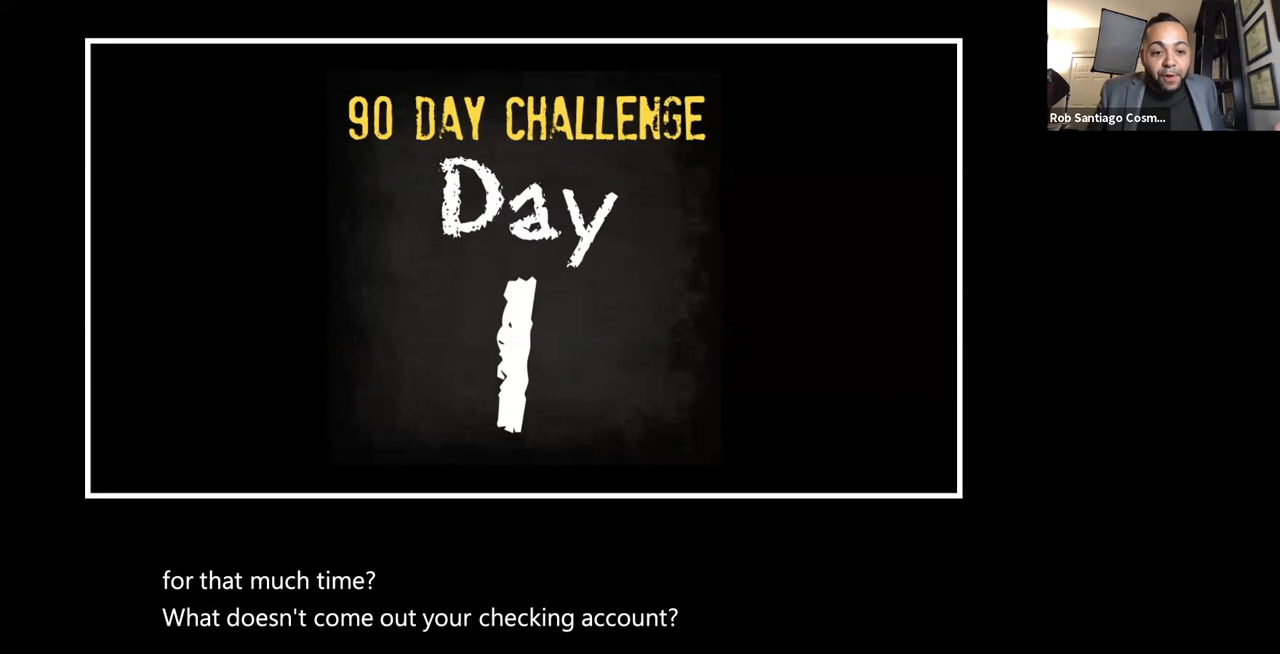 90 DAY CHALLENGE
Day
1
Rob Santiago Cosm...
for that much time?
What doesn't come out your checking account?